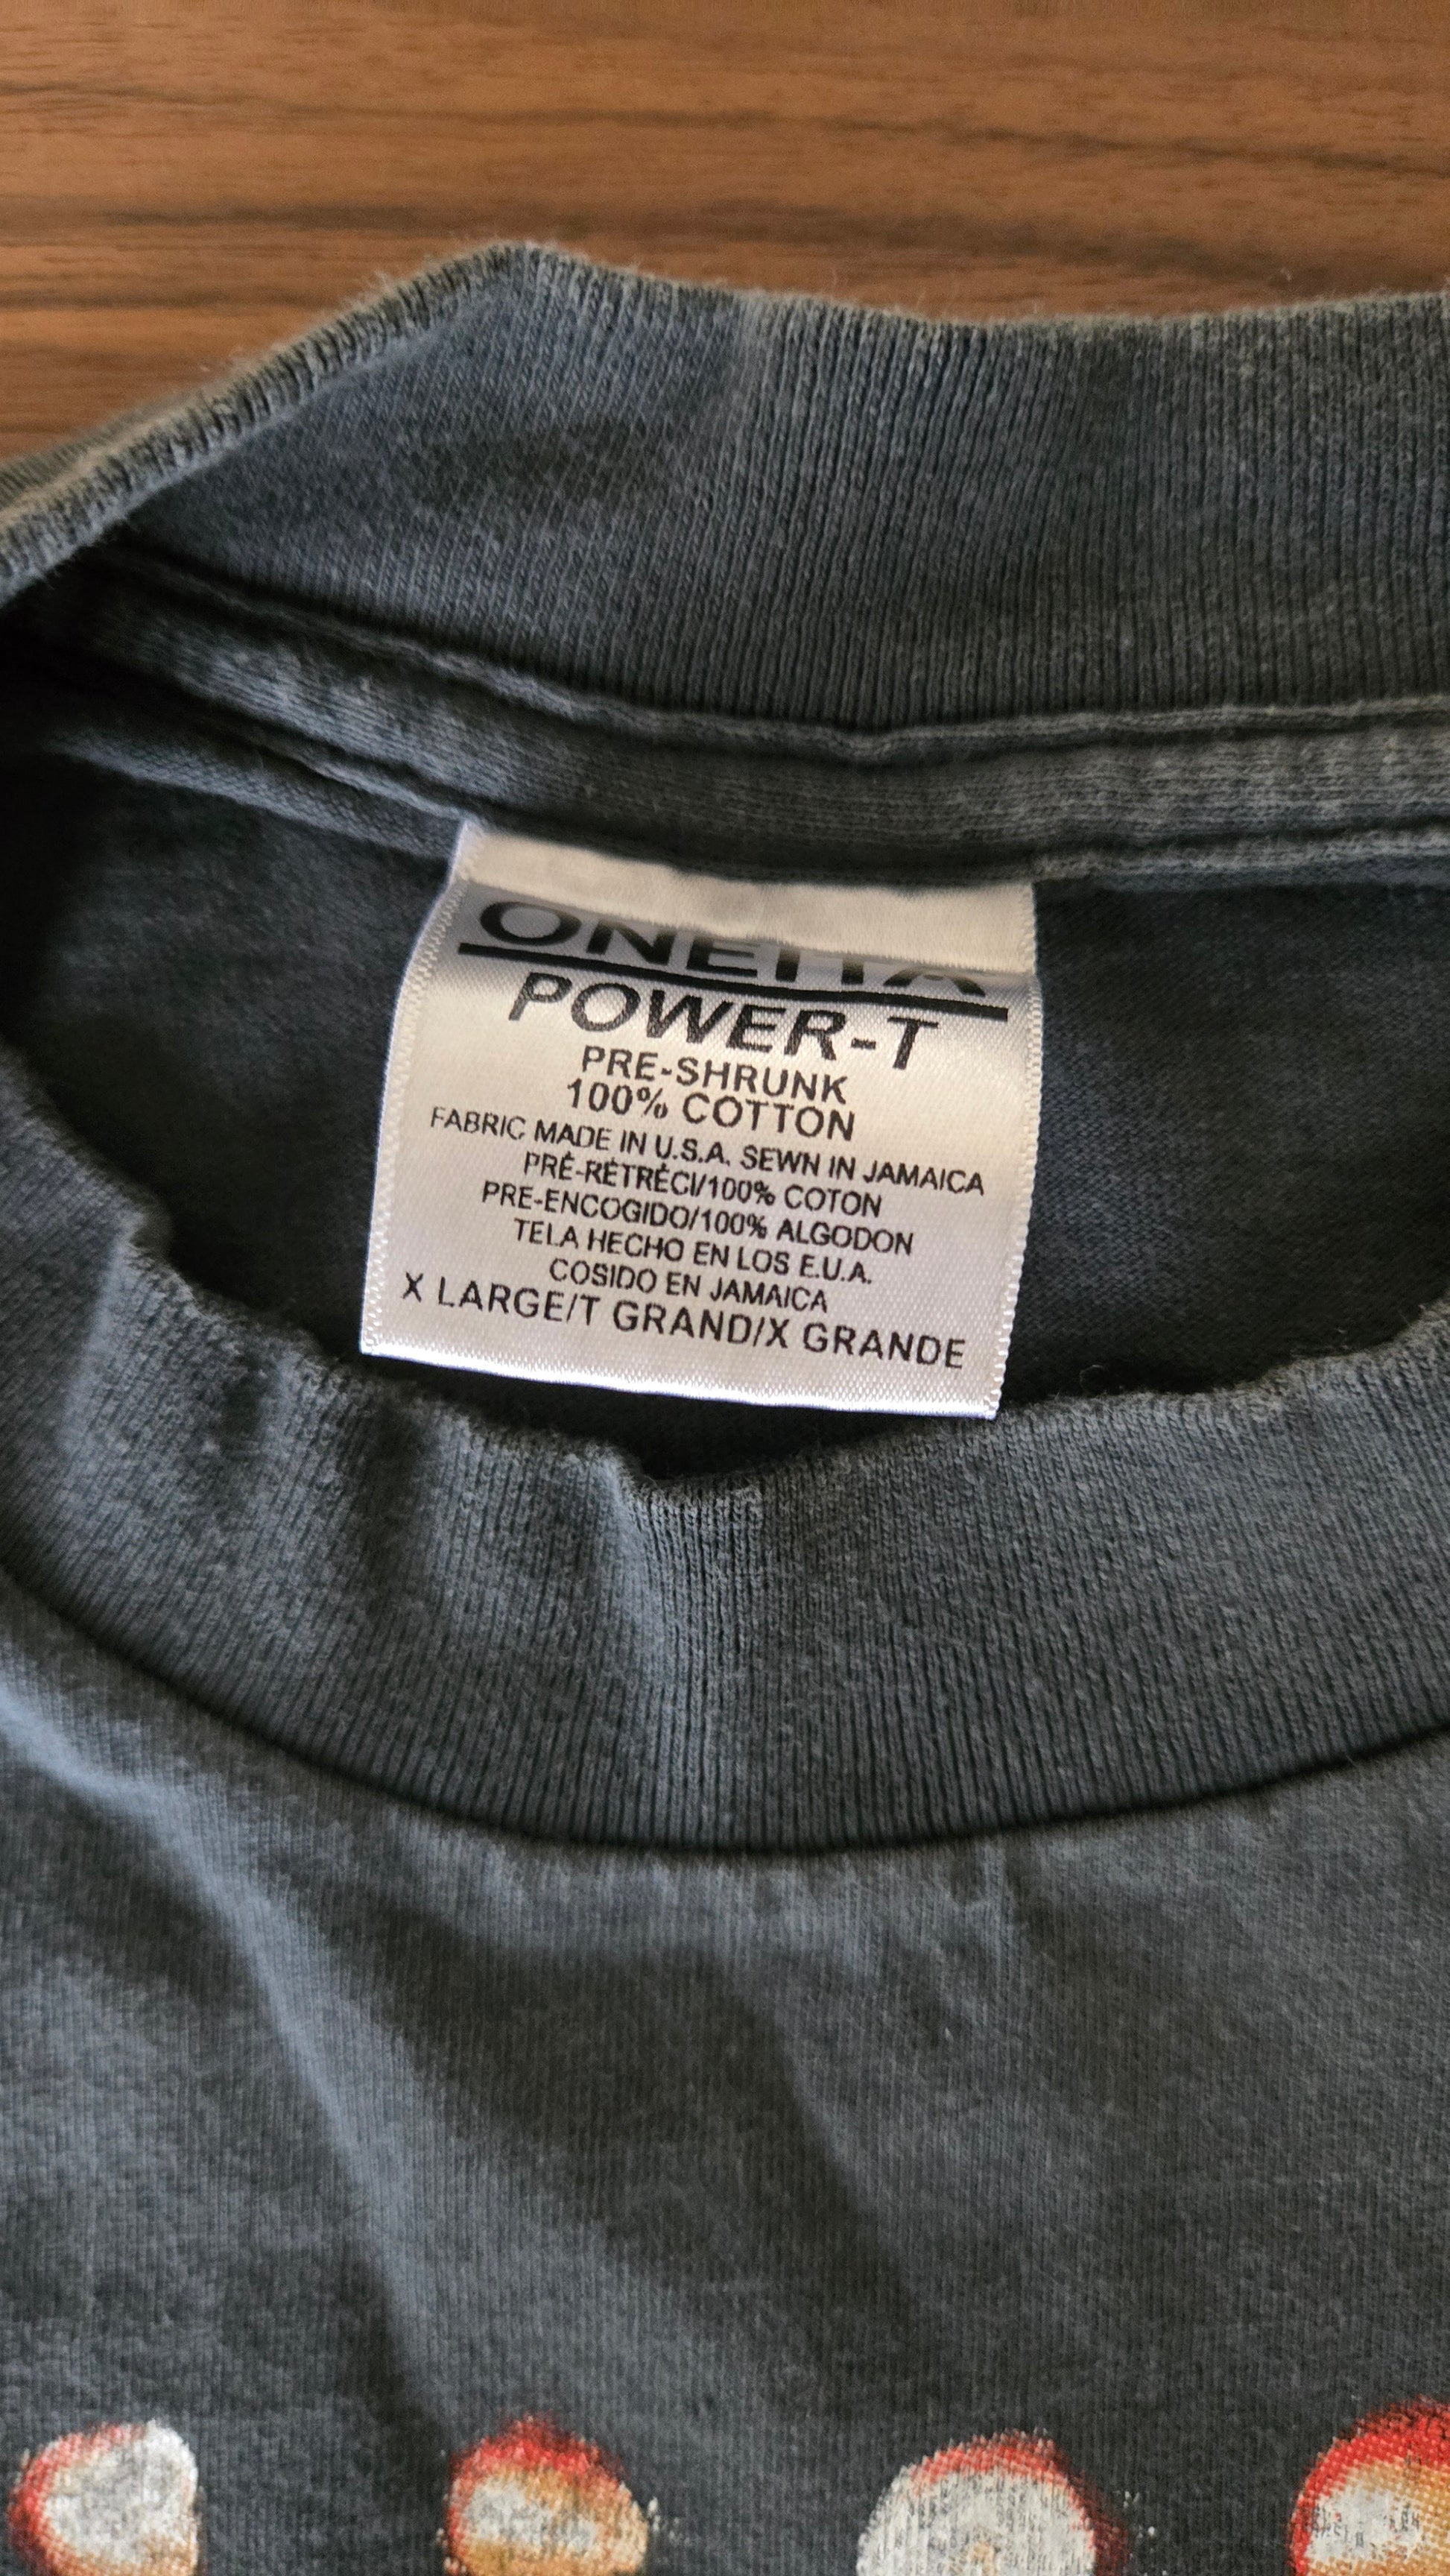 ONEITA
POWER-T
PRE-SHRUNK
100% COTTON
FABRIC MADE IN U.S.A. SEWN IN JAMAICA
PRÉ-RÉTRÉCI/100% COTON
PRE-ENCOGIDO/100% ALGODON
TELA HECHO EN LOS E.U.A.
COSIDO EN JAMAICA
X LARGE/T GRAND/X GRANDE